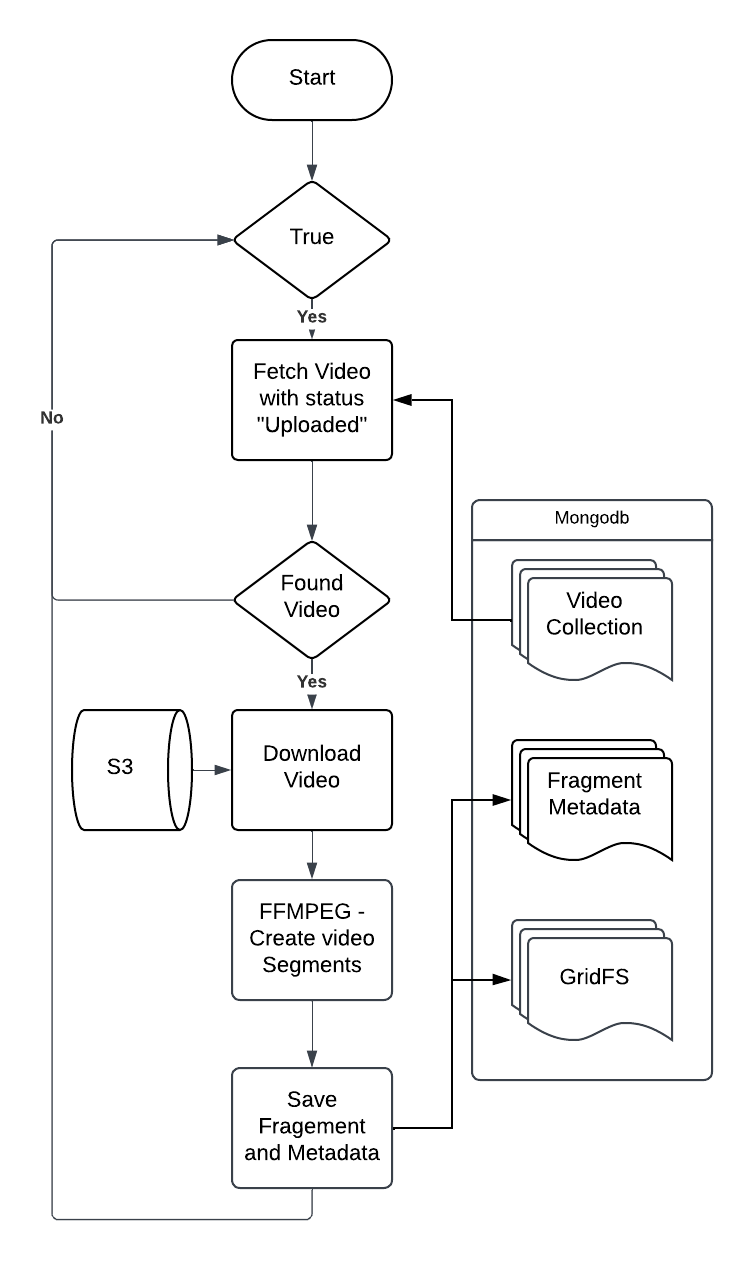 Start
True
Yes
Fetch Video
with status
"Uploaded"
No
Mongodb
Found
Video
Video
Collection
Yes
S3
Download
Video
Fragment
Metadata
FFMPEG -
Create video
Segments
GridFS
Save
Fragement
and Metadata